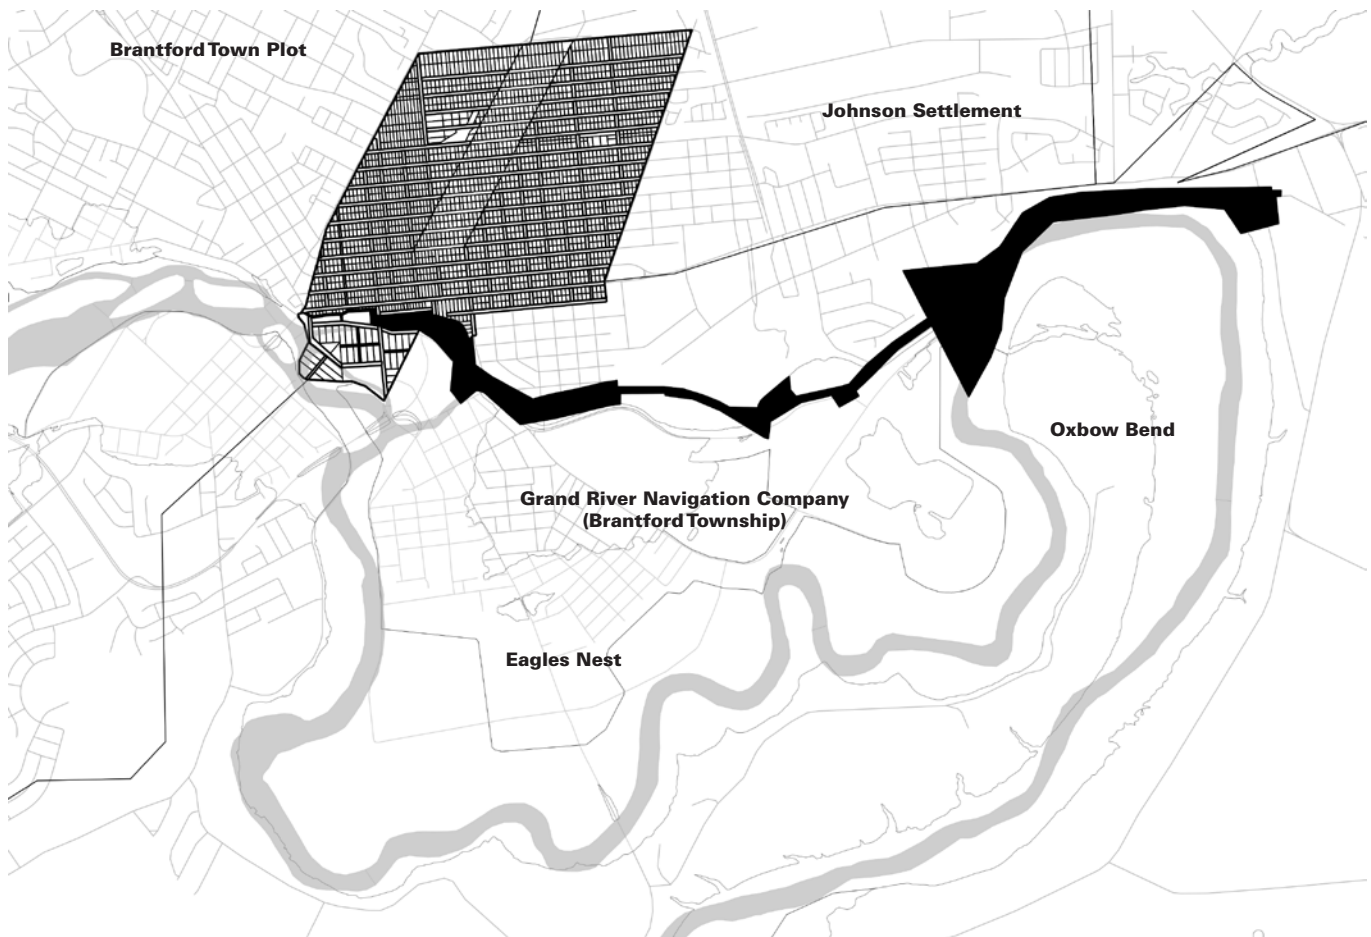 Brantford Town Plot
Johnson Settlement
Oxbow Bend
Grand River Navigation Company
(Brantford Township)
Eagles Nest